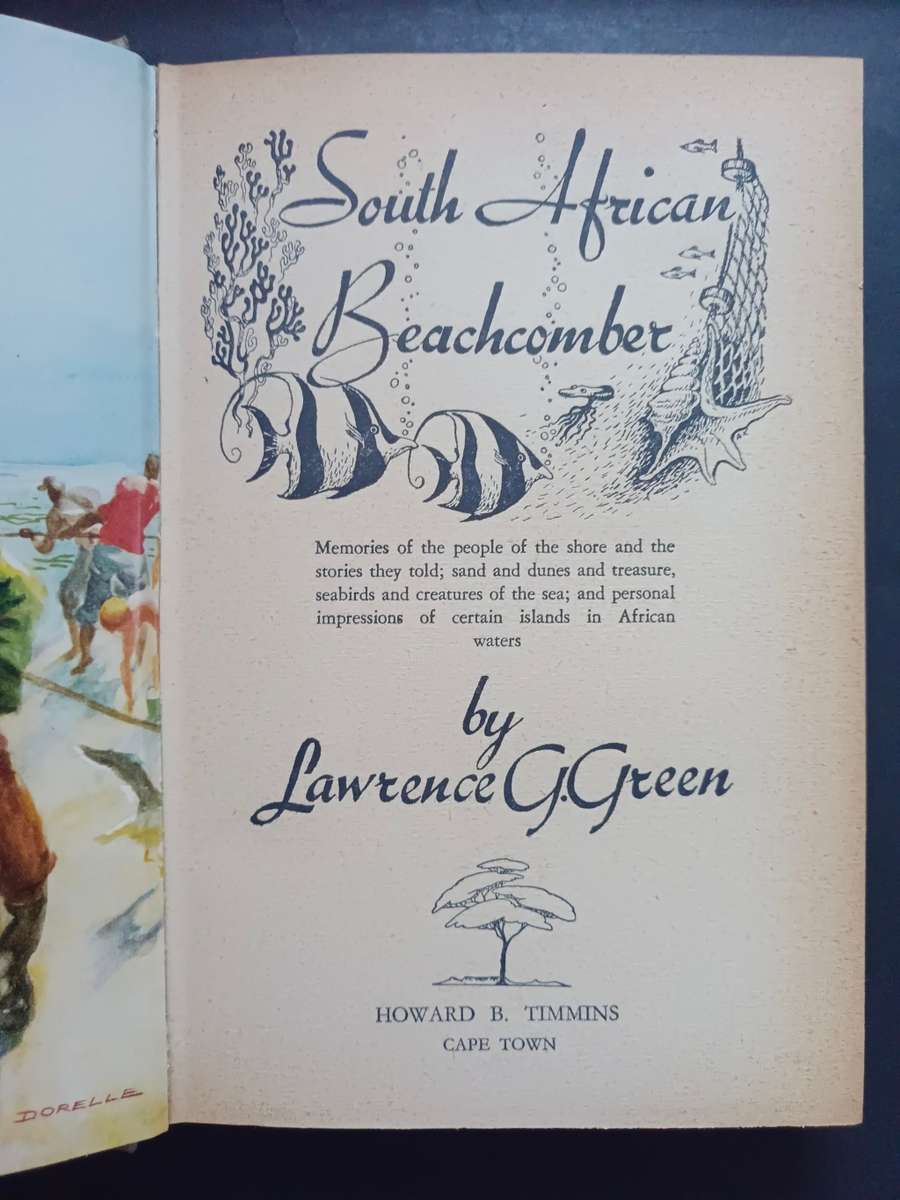 South African
Beachcomber
Memories of the people of the shore and the
stories they told; sand and dunes and treasure,
seabirds and creatures of the sea; and personal
impressions of certain islands in African
waters
by
Lawrence G. Green
HOWARD B. TIMMINS
CAPE TOWN
DORELLE